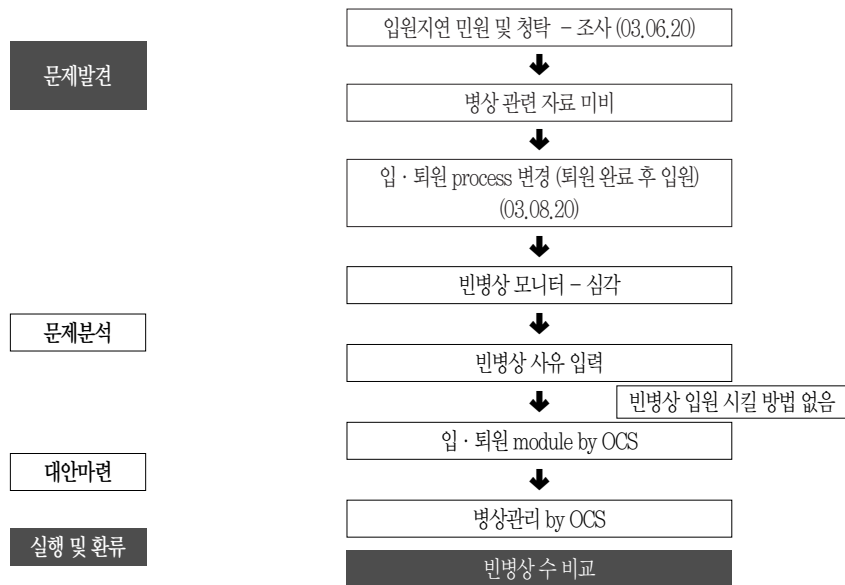 입원지연 민원 및 청탁 - 조사 (03.06.20)
문제발견
병상 관련 자료 미비
입 · 퇴원 process 변경 (퇴원 완료 후 입원)
(03.08.20)
빈병상 모니터 - 심각
문제분석
빈병상 사유 입력
빈병상 입원 시킬 방법 없음
입 · 퇴원 module by OCS
대안마련
병상관리 by OCS
실행 및 환류
빈병상 수 비교